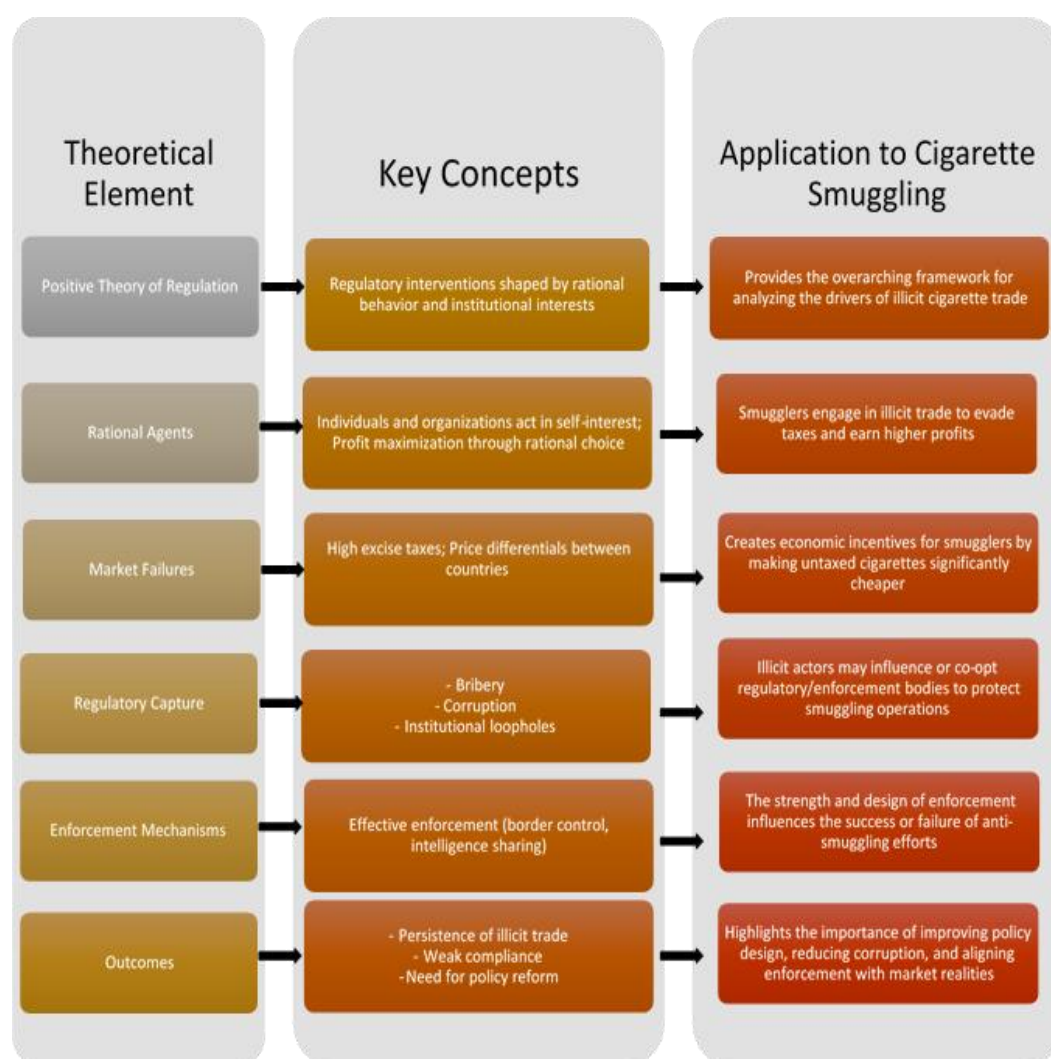 Theoretical
Element
Key Concepts
Application to Cigarette
Smuggling
Positive Theory of Regulation
Regulatory interventions shaped by rational
behavior and institutional interests
Provides the overarching framework for
analyzing the drivers of illicit cigarette trade
Rational Agents
Individuals and organizations act in self-interest;
Profit maximization through rational choice
Smugglers engage in illicit trade to evade
taxes and earn higher profits
Market Failures
High excise taxes; Price differentials between
countries
Creates economic incentives for smugglers by
making untaxed cigarettes significantly
cheaper
Regulatory Capture
- Bribery
- Corruption
- Institutional loopholes
Illicit actors may influence or co-opt
regulatory/enforcement bodies to protect
smuggling operations
Enforcement Mechanisms
Effective enforcement (border control,
intelligence sharing)
The strength and design of enforcement
influences the success or failure of anti-
smuggling efforts
Outcomes
- Persistence of illicit trade
- Weak compliance
-Need for policy reform
Highlights the importance of improving policy
design, reducing corruption, and aligning
enforcement with market realities